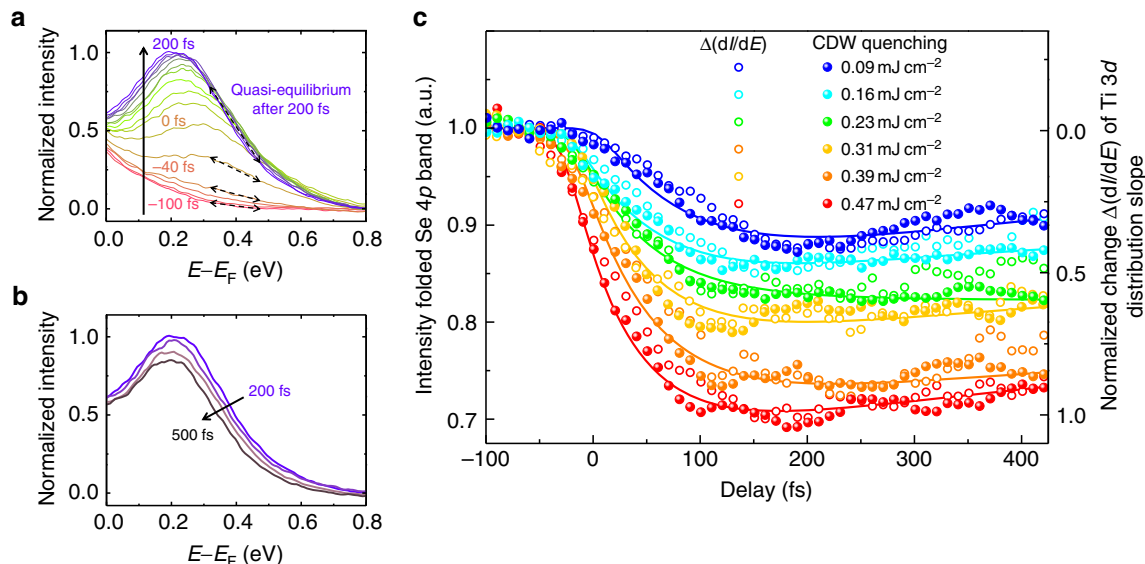 a
Normalized intensity
1.0
0.5
0.0
200 fs
0 fs
−40 fs
−100 fs
Quasi-equilibrium
after 200 fs
0.0 0.2 0.4 0.6 0.8
E–EF (eV)
b
Normalized intensity
1.0
0.5
0.0
200 fs
500 fs
0.0 0.2 0.4 0.6 0.8
E–EF (eV)
c
Intensity folded Se 4p band (a.u.)
1.0
0.9
0.8
0.7
Δ(dI/dE) CDW quenching
0.09 mJ cm−2
0.16 mJ cm−2
0.23 mJ cm−2
0.31 mJ cm−2
0.39 mJ cm−2
0.47 mJ cm−2
0.0
0.5
1.0
Normalized change Δ(dI/dE) of Ti 3d
distribution slope
−100 0 100 200 300 400
Delay (fs)